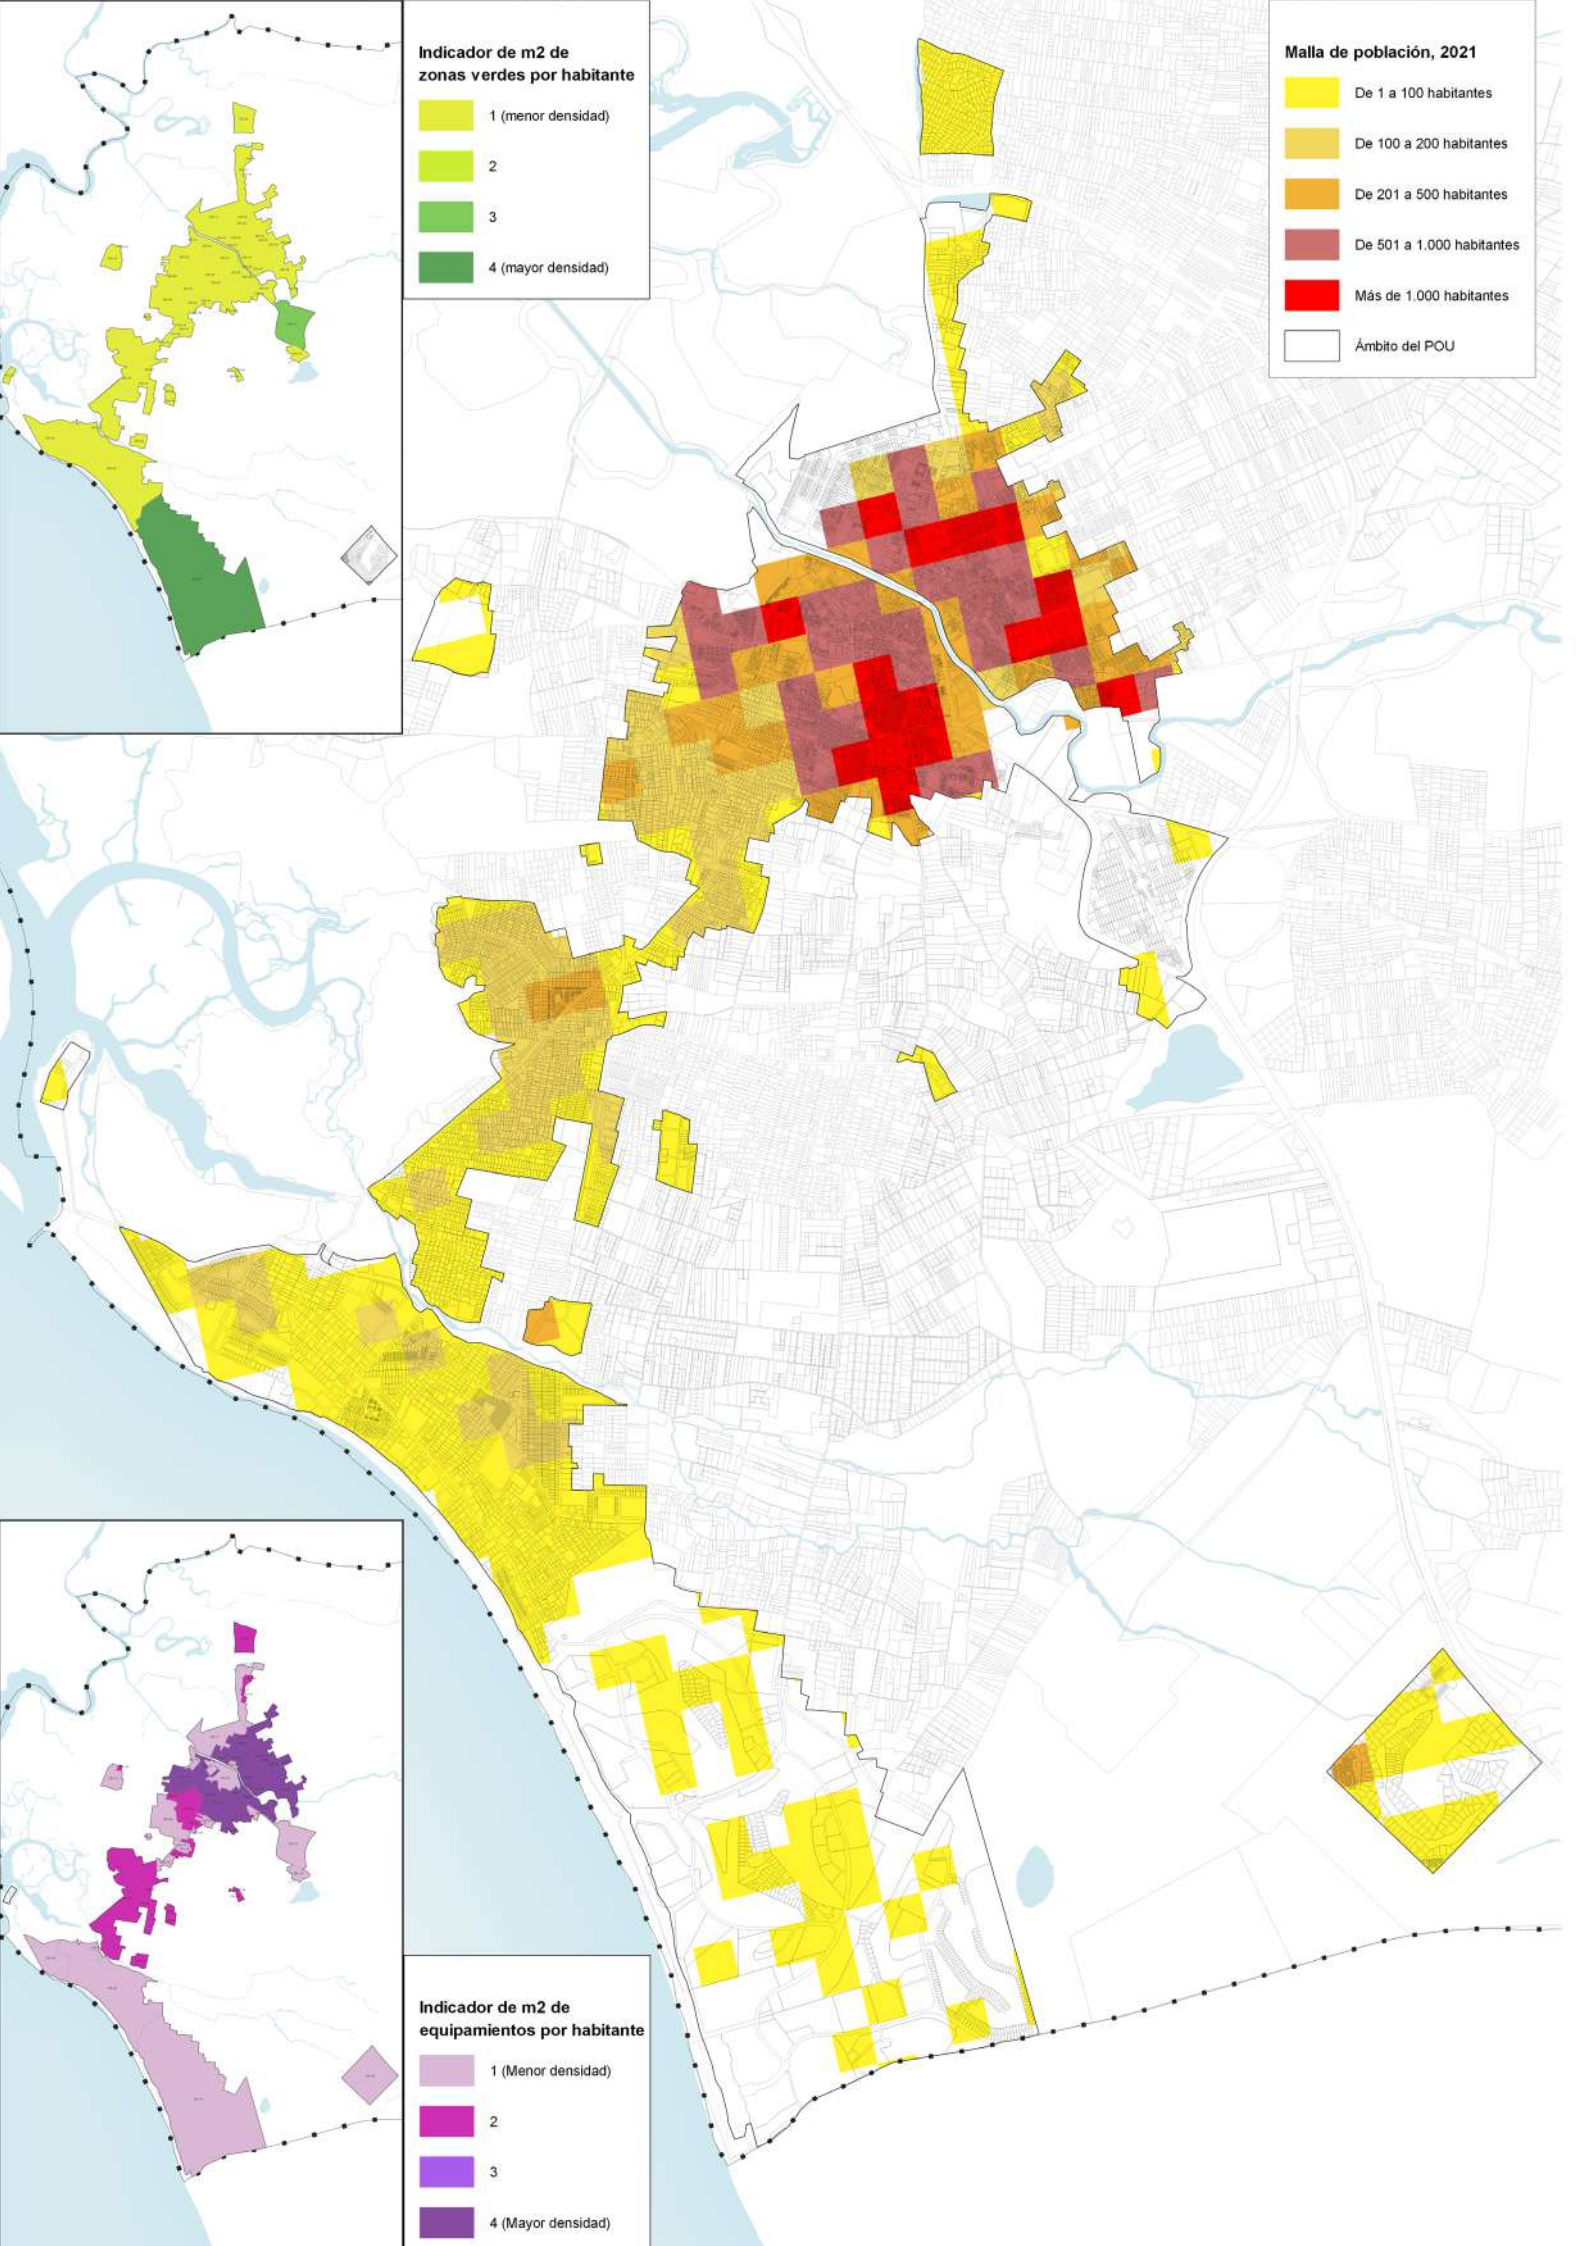 Indicador de m2 de
zonas verdes por habitante
1 (menor densidad)
2
3
4 (mayor densidad)
Malla de población, 2021
De 1 a 100 habitantes
De 100 a 200 habitantes
De 201 a 500 habitantes
De 501 a 1.000 habitantes
Más de 1.000 habitantes
Ámbito del POU
Indicador de m2 de
equipamientos por habitante
1 (Menor densidad)
2
3
4 (Mayor densidad)